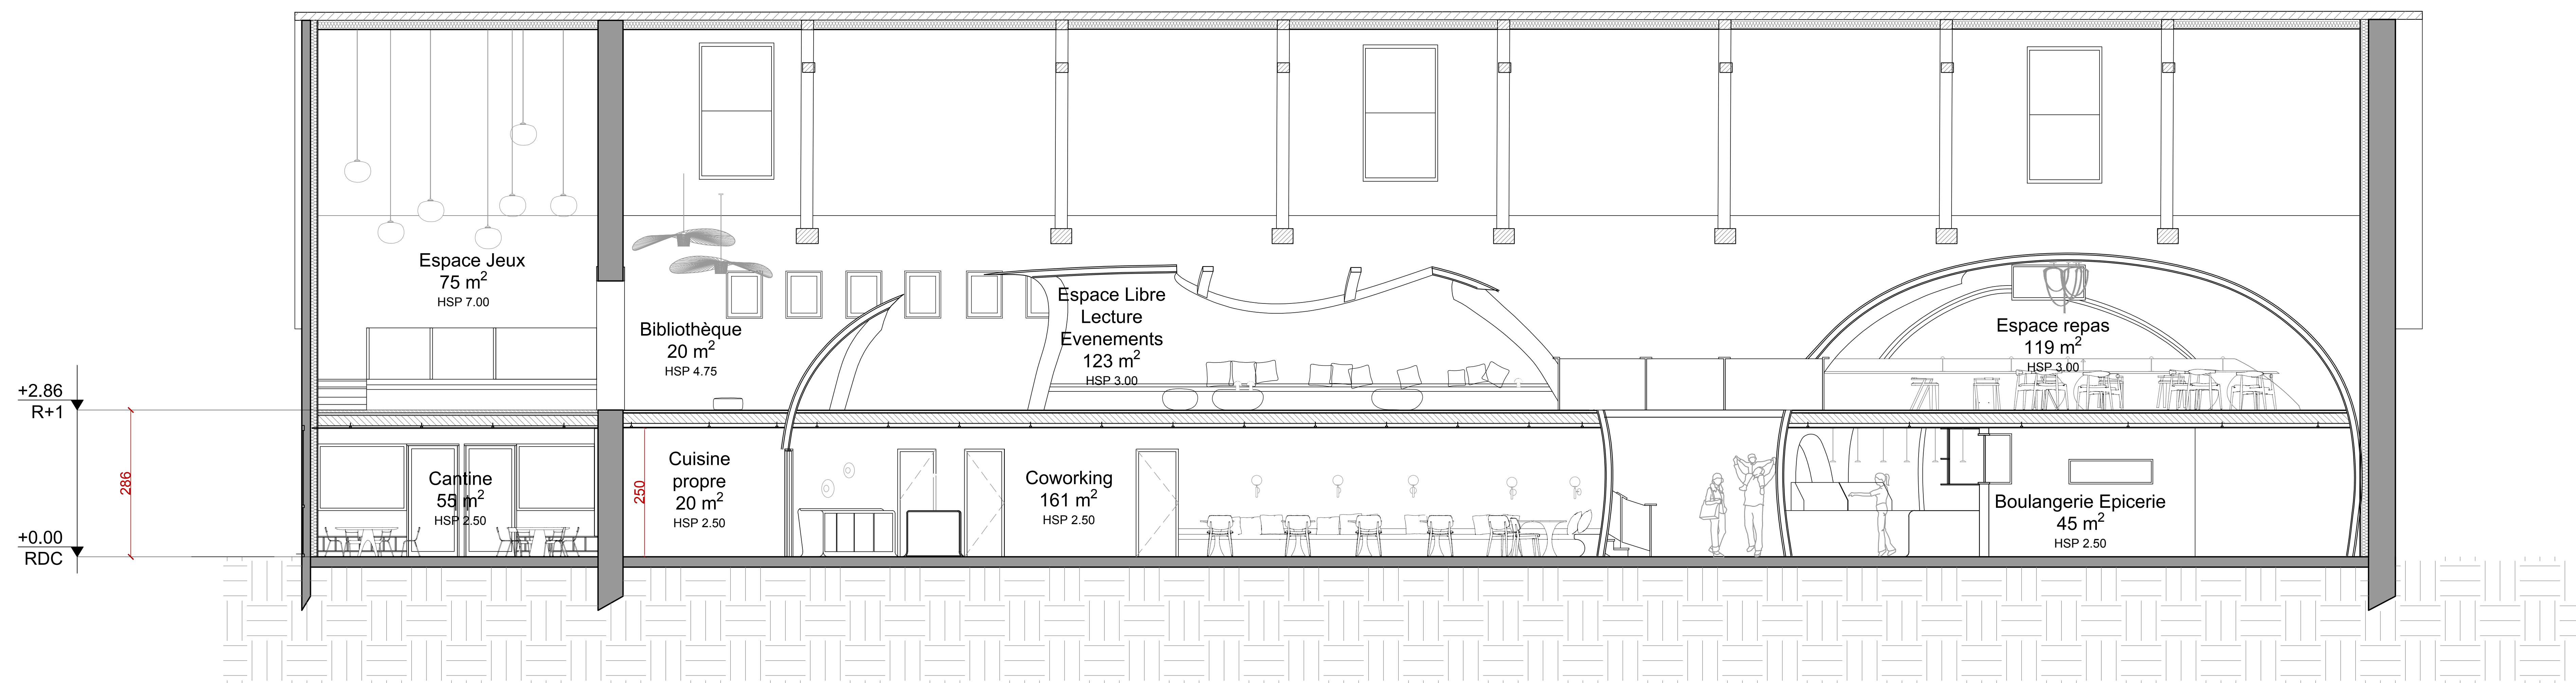 Espace Jeux
75 m²
HSP 7.00
Bibliothèque
20 m²
HSP 4.75
Espace Libre
Lecture
Evenements
123 m²
HSP 3.00
Espace repas
119 m²
HSP 3.00
+2.86
R+1
286
+0.00
RDC
Cantine
55 m²
HSP 2.50
250
Cuisine
propre
20 m²
HSP 2.50
Coworking
161 m²
HSP 2.50
Boulangerie Epicerie
45 m²
HSP 2.50